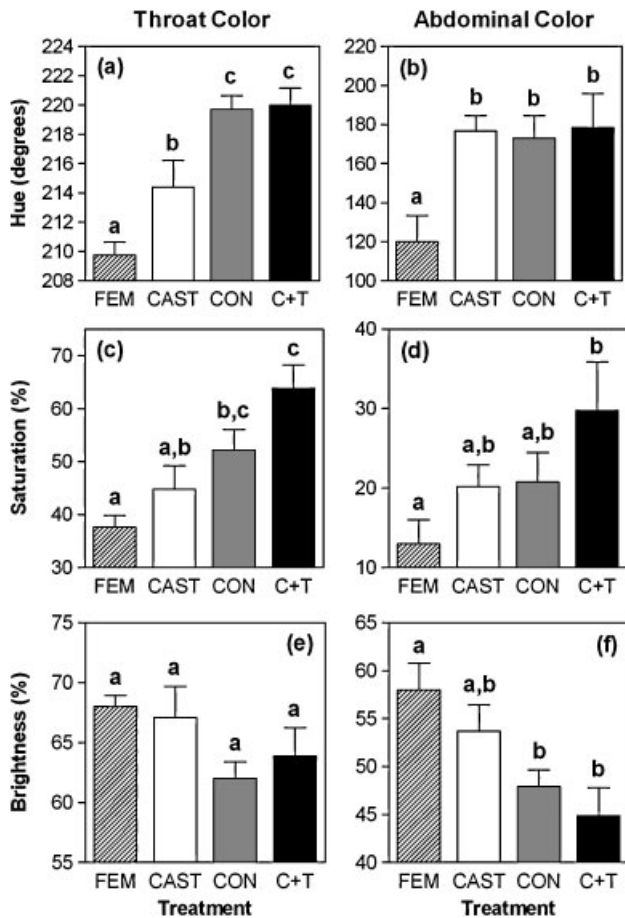 Throat Color
Abdominal Color
Hue (degrees)
224
222
220
218
216
214
212
210
208
(a)
a
b
c
c
FEM CAST CON C+T
220
200
180
160
140
120
100
(b)
a
b
b
b
FEM CAST CON C+T
Saturation (%)
70
60
50
40
30
(c)
a
a,b
b,c
c
FEM CAST CON C+T
40
30
20
10
(d)
a
a,b
a,b
b
FEM CAST CON C+T
Brightness (%)
75
70
65
60
55
(e)
a
a
a
a
FEM CAST CON C+T
Treatment
65
60
55
50
45
40
(f)
a
a,b
b
b
FEM CAST CON C+T
Treatment